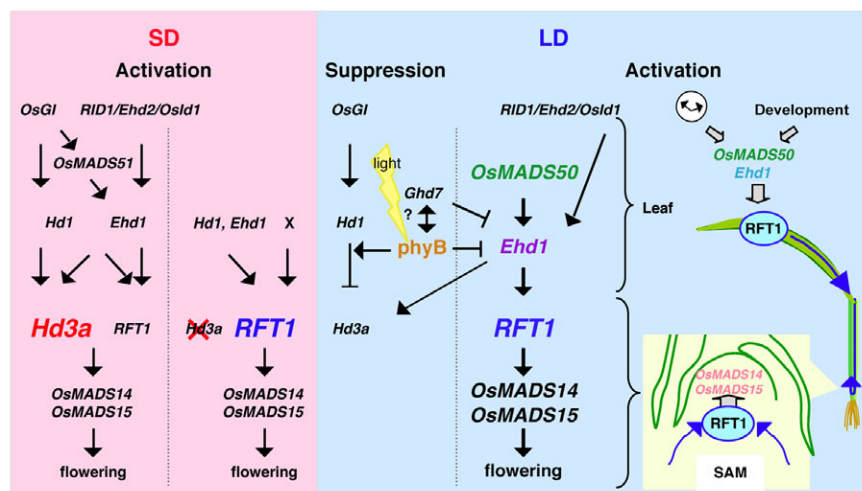 SD
Activation
OsGI RID1/Ehd2/OsId1
OsMADS51
Hd1 Ehd1
Hd3a RFT1
OsMADS14
OsMADS15
flowering
Hd1, Ehd1 X
Hd3a RFT1
OsMADS14
OsMADS15
flowering
LD
Suppression
OsGI
light
Ghd7
?
Hd1
phyB
Hd3a
Activation
RID1/Ehd2/OsId1
OsMADS50
Ehd1
RFT1
OsMADS14
OsMADS15
flowering
Leaf
Development
OsMADS50
Ehd1
RFT1
OsMADS14
OsMADS15
RFT1
SAM